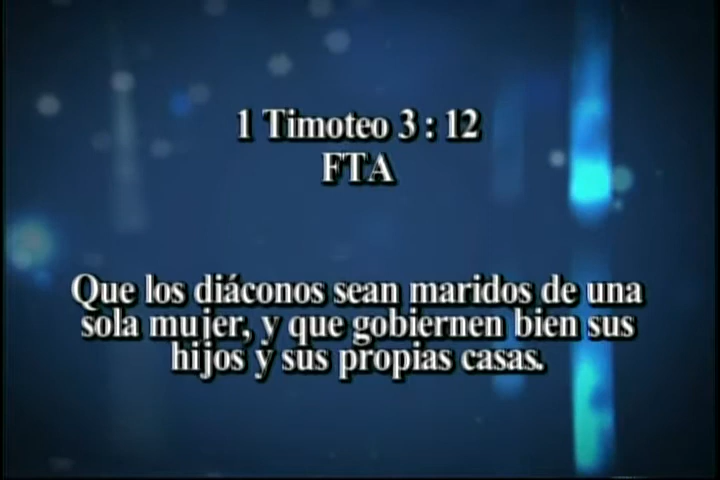 1 Timoteo 3 : 12
FTA
Que los diáconos sean maridos de una
sola mujer, y que gobiernen bien sus
hijos y sus propias casas.